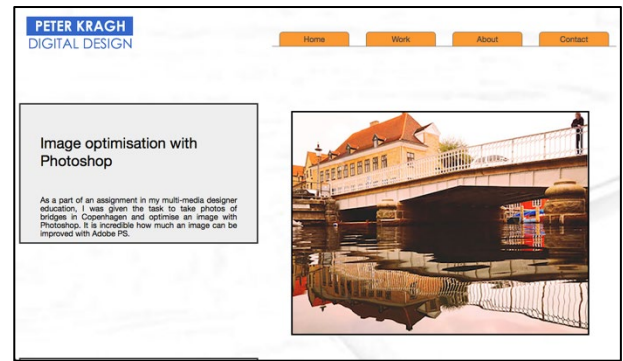 PETER KRAGH
DIGITAL DESIGN
Home Work About Contact
Image optimisation with
Photoshop
As a part of an assignment in my multi-media designer
education, I was given the task to take photos of
bridges in Copenhagen and optimise an image with
Photoshop. It is incredible how much an image can be
improved with Adobe PS.